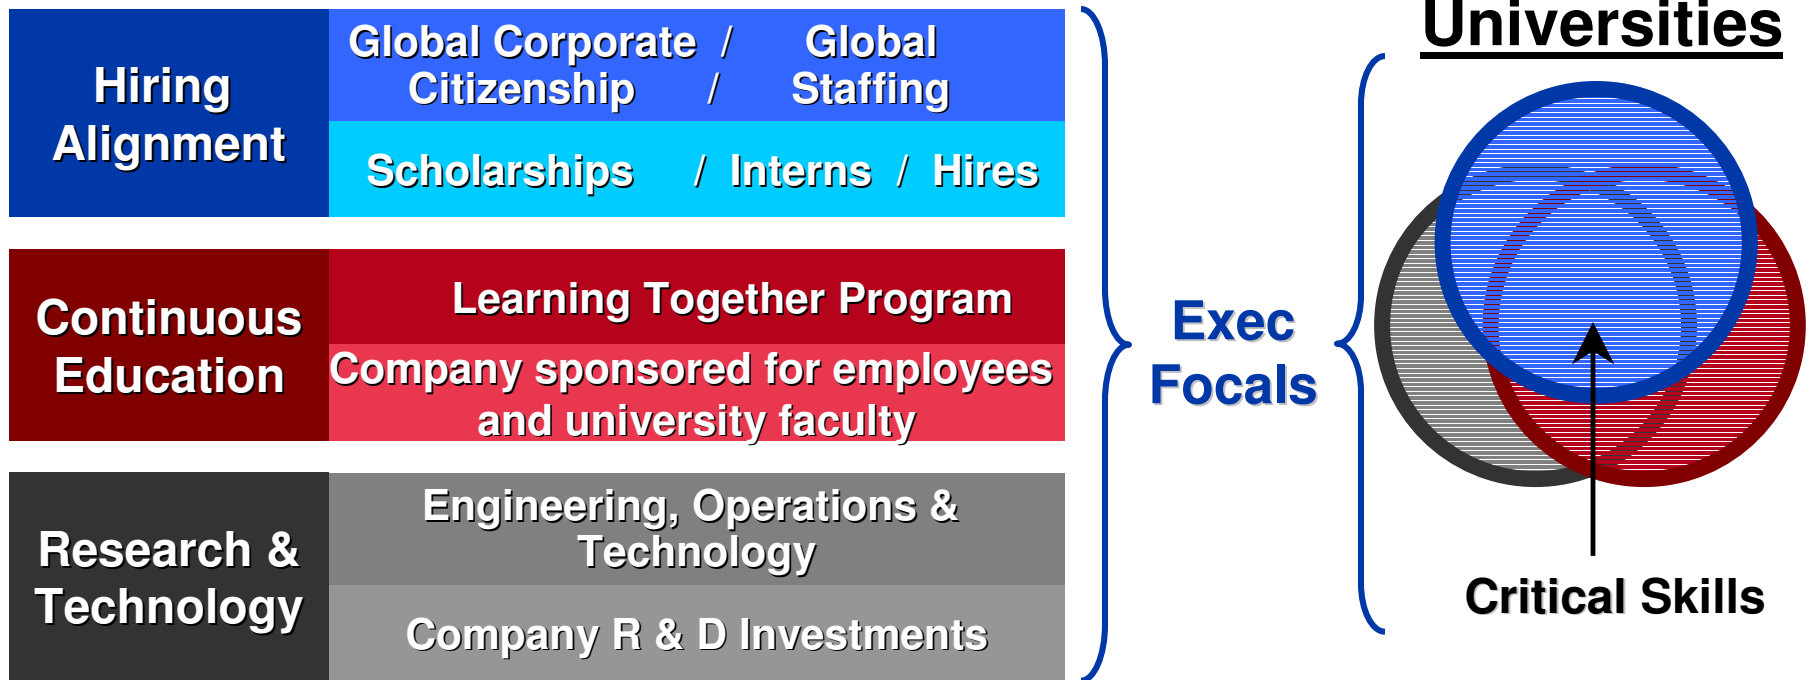 Hiring
Alignment
Global Corporate / Global
Citizenship / Staffing
Scholarships / Interns / Hires
Continuous
Education
Learning Together Program
Company sponsored for employees
and university faculty
Research &
Technology
Engineering, Operations &
Technology
Company R & D Investments
Exec
Focals
Universities
Critical Skills